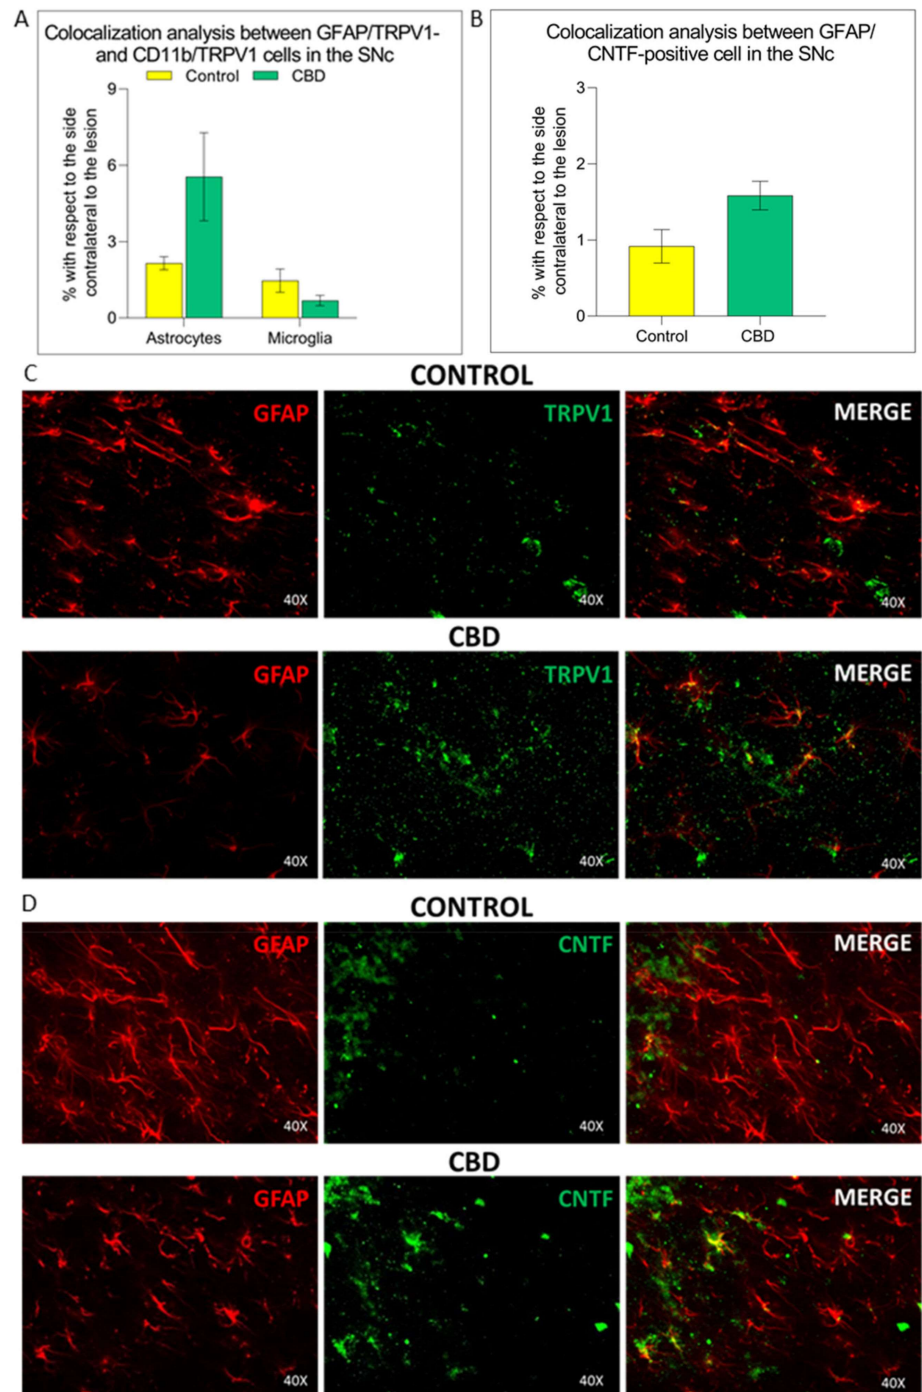 A
Colocalization analysis between GFAP/TRPV1-
and CD11b/TRPV1 cells in the SNc
Control
CBD
% with respect to the side
contralateral to the lesion
9
6
3
0
Astrocytes
Microglia
B
Colocalization analysis between GFAP/
CNTF-positive cell in the SNc
% with respect to the side
contralateral to the lesion
3
2
1
0
Control
CBD
C
CONTROL
GFAP
TRPV1
MERGE
40X
40X
40X
CBD
GFAP
TRPV1
MERGE
40X
40X
40X
D
CONTROL
GFAP
CNTF
MERGE
40X
40X
40X
CBD
GFAP
CNTF
MERGE
40X
40X
40X